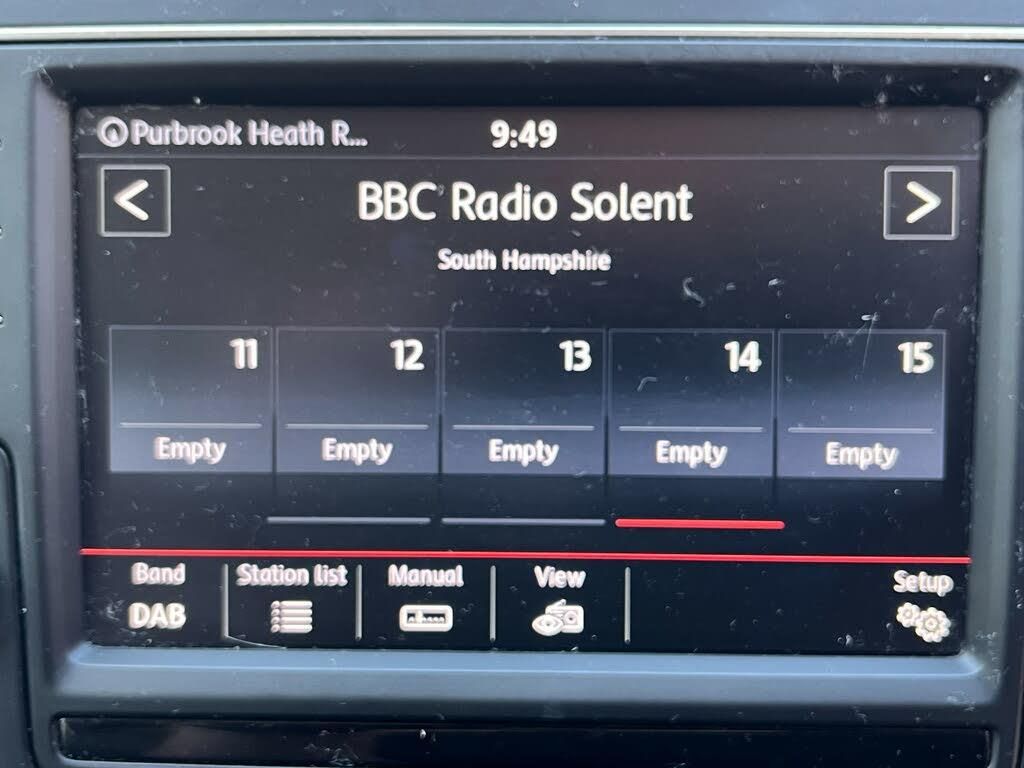 Purbrook Heath R... 9:49
BBC Radio Solent
South Hampshire
11 12 13 14 15
Empty Empty Empty Empty Empty
Band Station list Manual View Setup
DAB